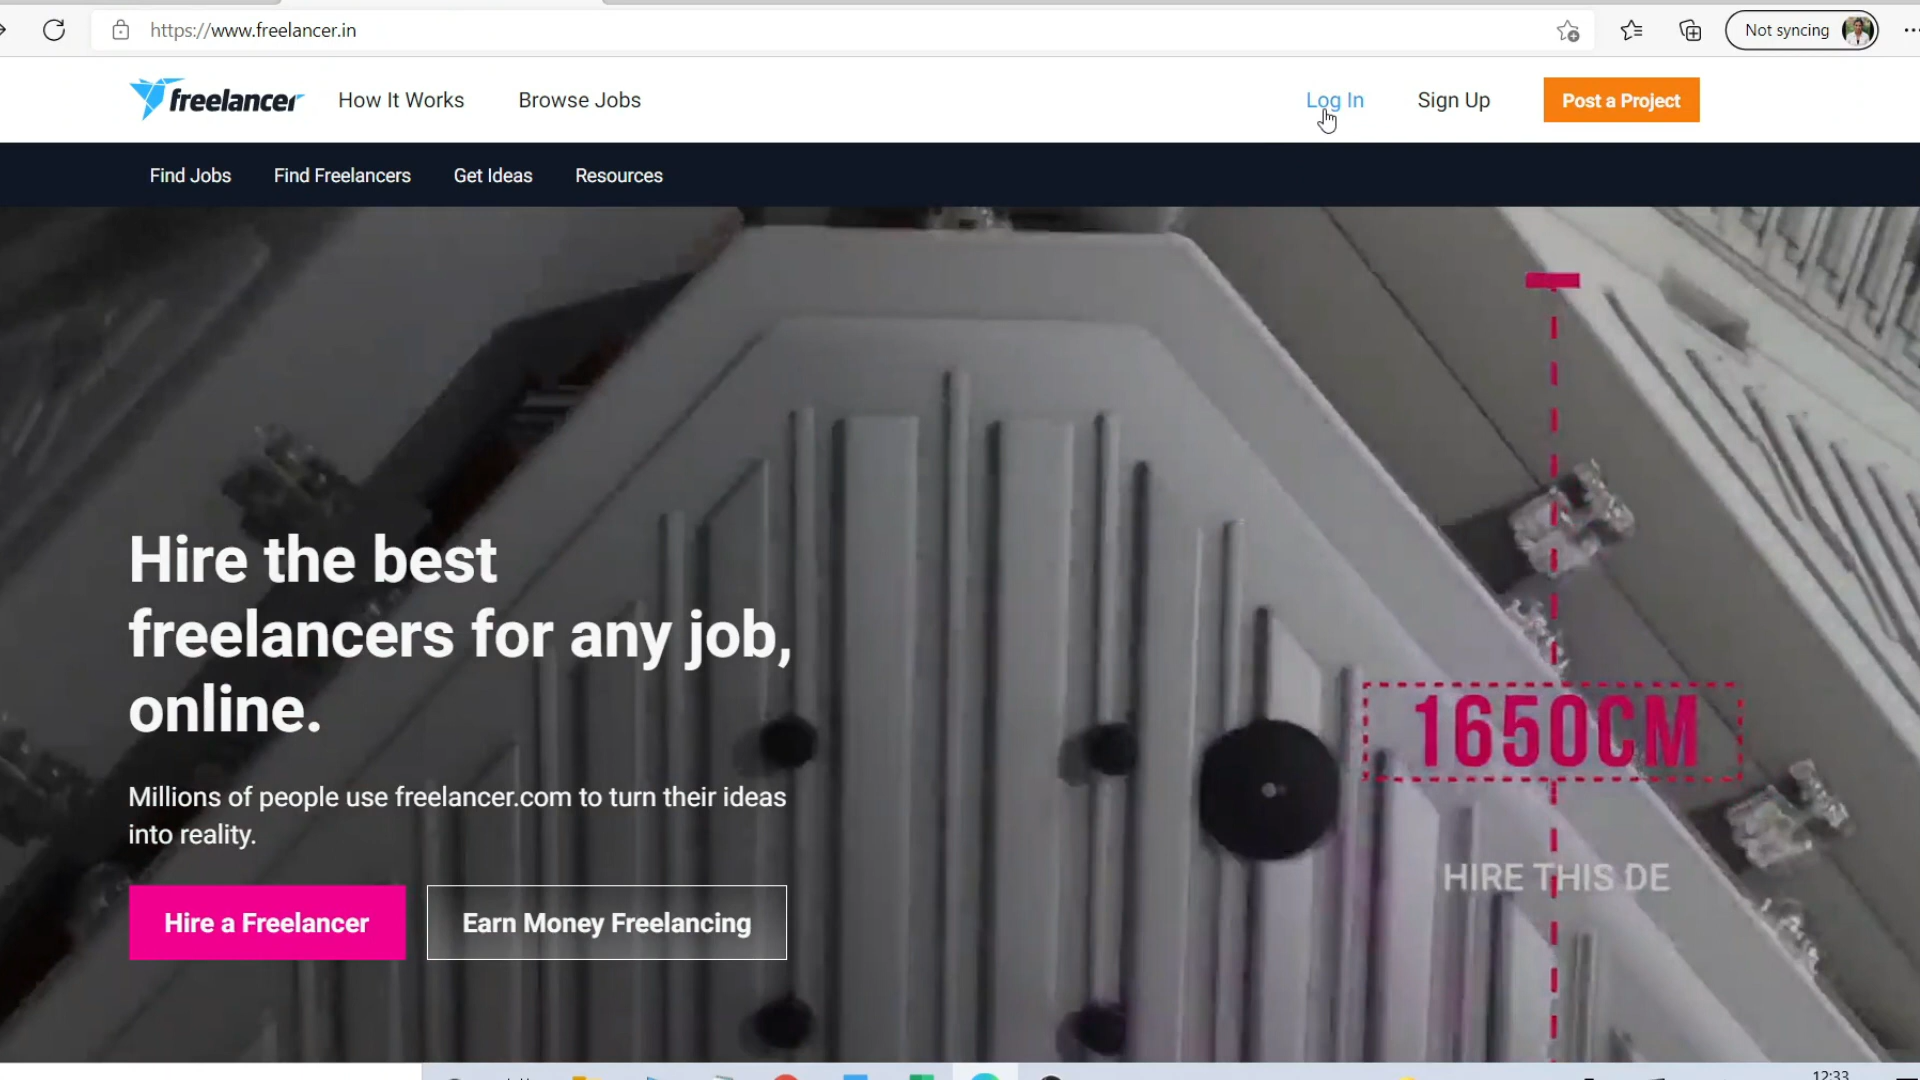 https://www.freelancer.in
Not syncing
freelancer
How It Works
Browse Jobs
Log In
Sign Up
Post a Project
Find Jobs
Find Freelancers
Get Ideas
Resources
Hire the best
freelancers for any job,
online.
1650CM
Millions of people use freelancer.com to turn their ideas
into reality.
HIRE THIS DE
Hire a Freelancer
Earn Money Freelancing
12:33